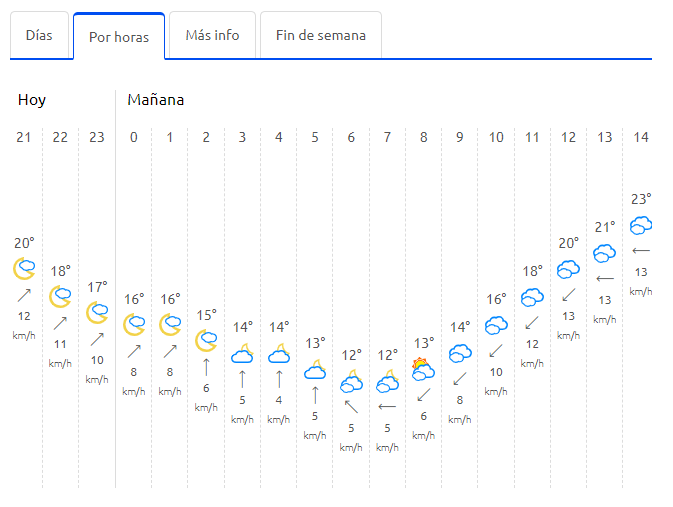 Días Por horas Más info Fin de semana
Hoy Mañana
21 22 23 0 1 2 3 4 5 6 7 8 9 10 11 12 13 14
20° 18° 17° 16° 16° 15° 14° 14° 13° 12° 12° 13° 14° 16° 18° 20° 21° 23°
12 11 10 8 8 6 5 4 5 5 5 6 8 10 12 13 13 13
km/h km/h km/h km/h km/h km/h km/h km/h km/h km/h km/h km/h km/h km/h km/h km/h km/h km/h